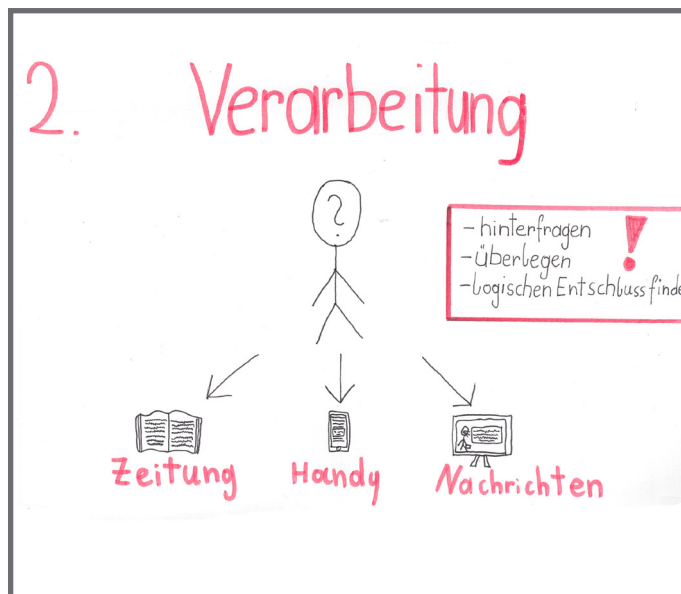 2. Verarbeitung
?
- hinterfragen !
- überlegen
- logischen Entschluss finde
Zeitung Handy Nachrichten